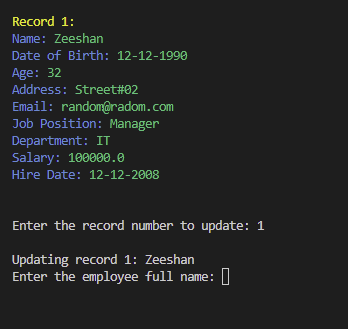 Record 1:
Name: Zeeshan
Date of Birth: 12-12-1990
Age: 32
Address: Street#02
Email: random@radom.com
Job Position: Manager
Department: IT
Salary: 100000.0
Hire Date: 12-12-2008
Enter the record number to update: 1
Updating record 1: Zeeshan
Enter the employee full name: